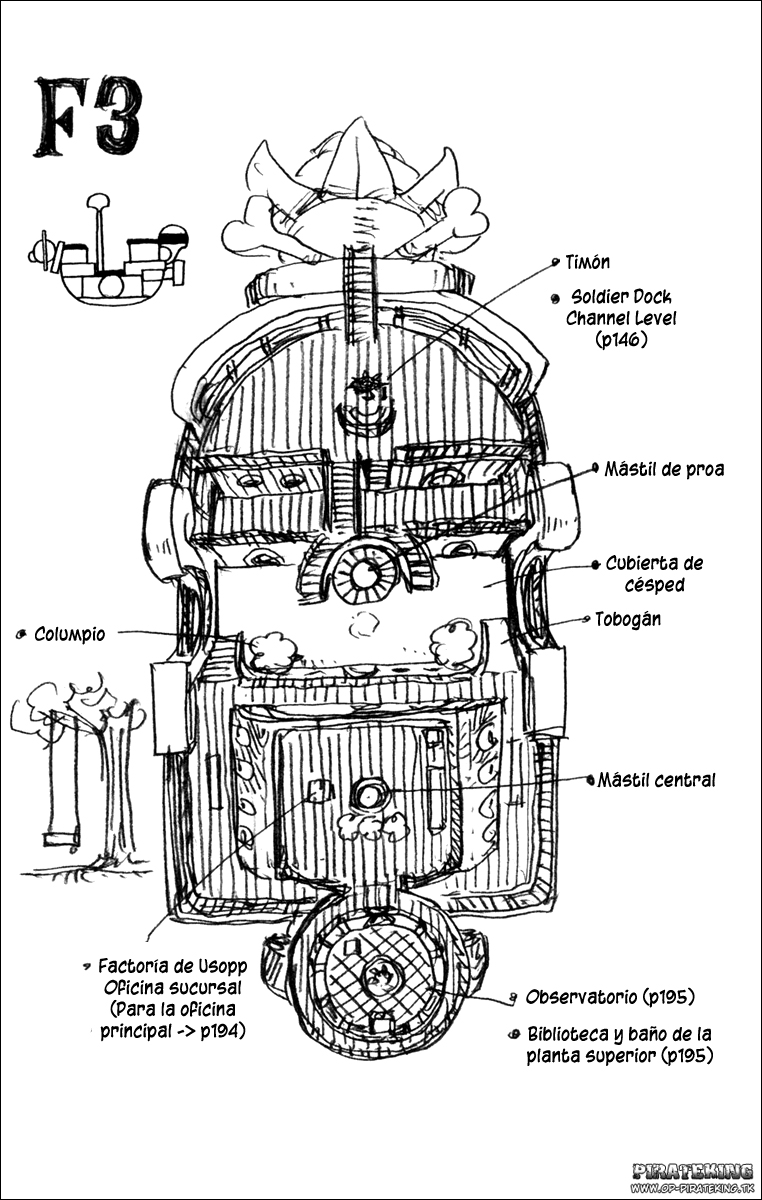 F3
Timón
Soldier Dock
Channel Level
(p146)
Mástil de proa
Cubierta de
césped
Tobogán
Columpio
Mástil central
Factoría de Usopp
Oficina sucursal
(Para la oficina
principal -> p194)
Observatorio (p195)
Biblioteca y baño de la
planta superior (p195)
PIRATEKING
WWW.OP-PIRATEKING.TK